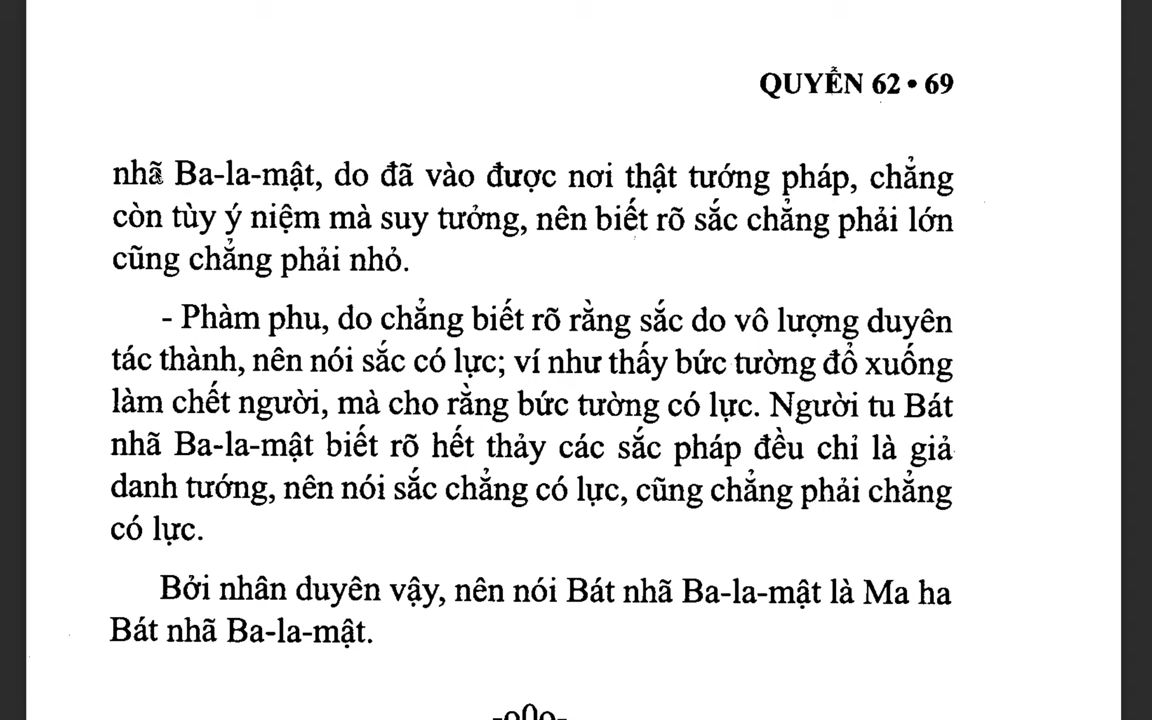 QUYỂN 62 • 69
nhã Ba-la-mật, do đã vào được nơi thật tướng pháp, chẳng
còn tùy ý niệm mà suy tưởng, nên biết rõ sắc chẳng phải lớn
cũng chẳng phải nhỏ.
- Phàm phu, do chẳng biết rõ rằng sắc do vô lượng duyên
tác thành, nên nói sắc có lực; ví như thấy bức tường đổ xuống
làm chết người, mà cho rằng bức tường có lực. Người tu Bát
nhã Ba-la-mật biết rõ hết thảy các sắc pháp đều chỉ là giả
danh tướng, nên nói sắc chẳng có lực, cũng chẳng phải chẳng
có lực.
Bởi nhân duyên vậy, nên nói Bát nhã Ba-la-mật là Ma ha
Bát nhã Ba-la-mật.
-o0o-